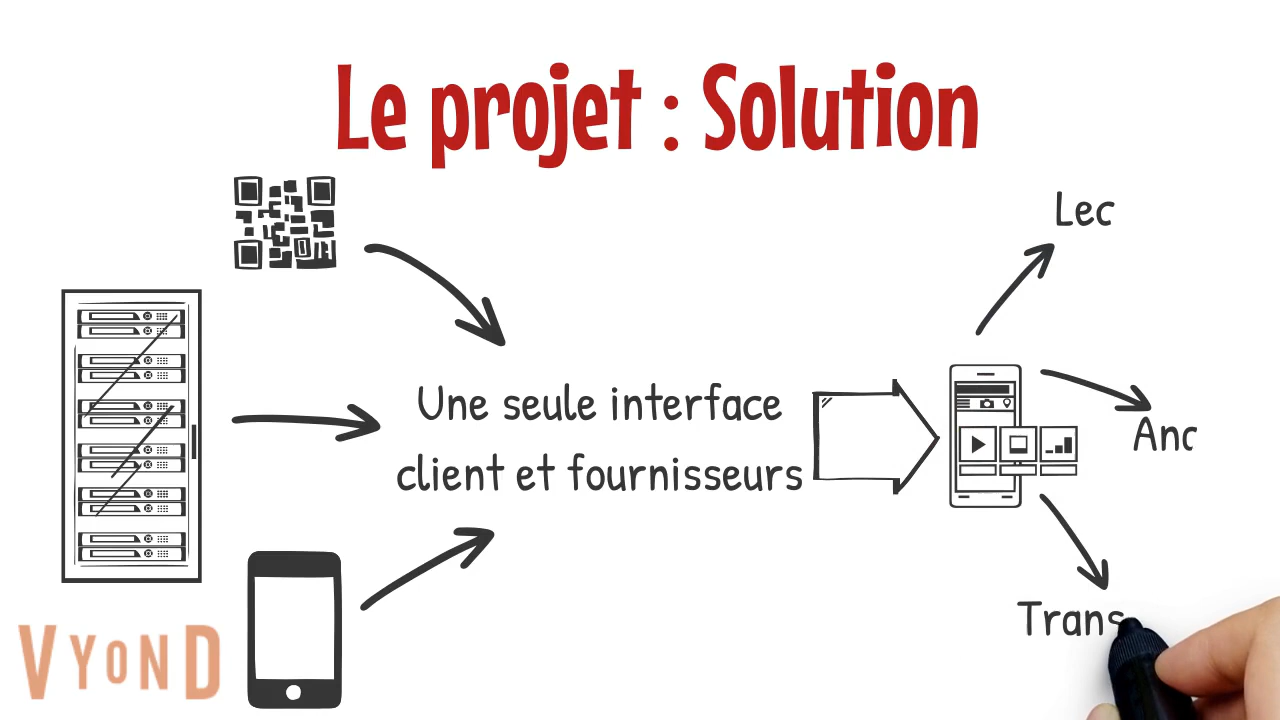 Le projet : Solution
Lec
Une seule interface
client et fournisseurs
Anc
Trans
VYOND